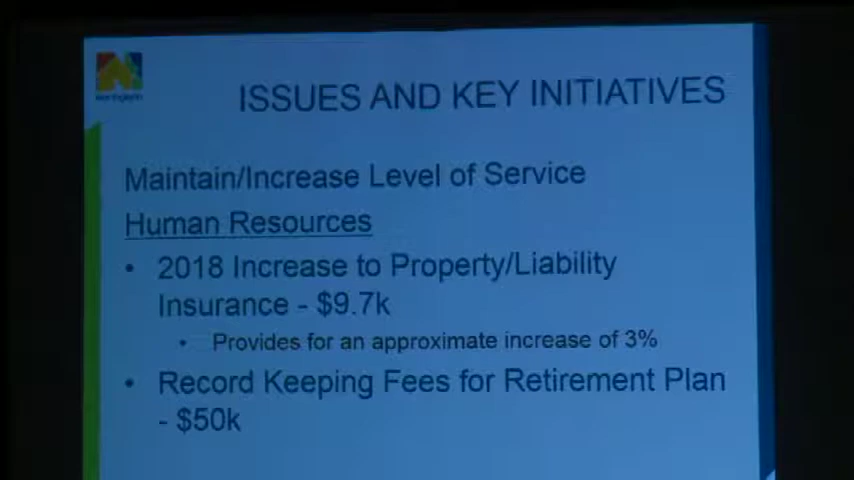 ISSUES AND KEY INITIATIVES
Maintain/Increase Level of Service
Human Resources
• 2018 Increase to Property/Liability
Insurance - $9.7k
• Provides for an approximate increase of 3%
• Record Keeping Fees for Retirement Plan
- $50k